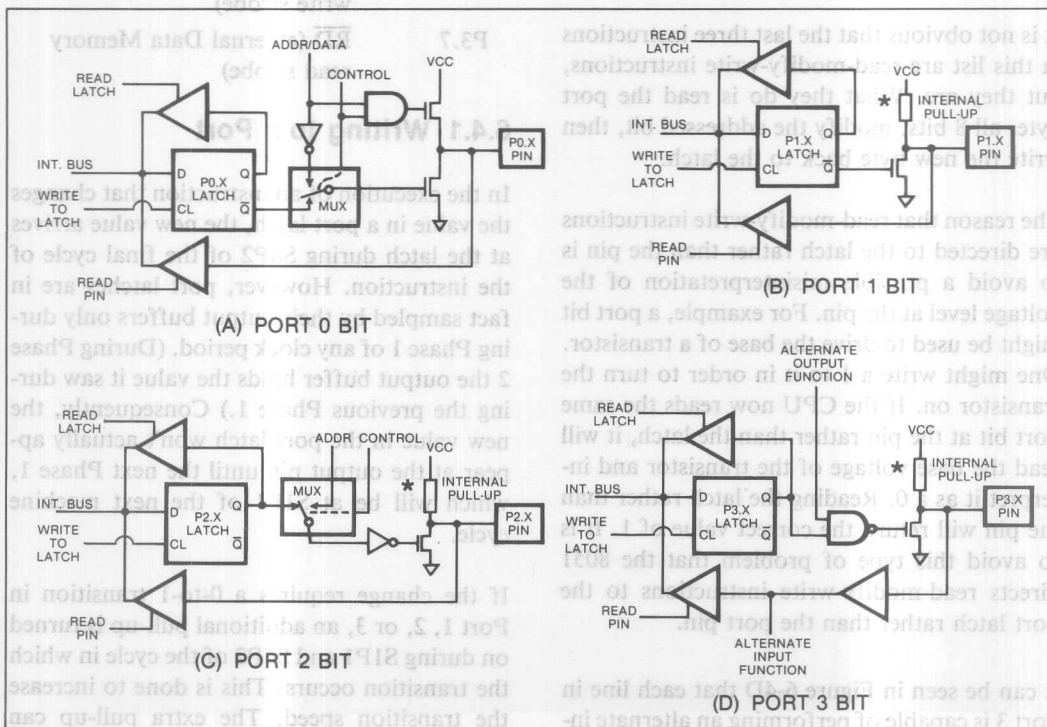 write strobe)
P3.7 RD (external Data Memory
read strobe)
6.4.1 Writing to a Port
In the execution of an instruction that changes
the value in a port latch, the new value arrives
at the latch during S6P2 of the final cycle of
the instruction. However, port latches are in
fact sampled by their output buffers only dur-
ing Phase 1 of any clock period. (During Phase
2 the output buffer holds the value it saw dur-
ing the previous Phase 1.) Consequently, the
new value in the port latch won't actually ap-
pear at the output pin until the next Phase 1,
which will be at S1P1 of the next machine
cycle.
If the change requires a 0-to-1 transition in
Port 1, 2, or 3, an additional pull-up is turned
on during S1P1 and S1P2 of the cycle in which
the transition occurs. This is done to increase
the transition speed. The extra pull-up can
t is not obvious that the last three instructions
n this list are read-modify-write instructions,
but they are. What they do is read the port
byte, all 8 bits, modify the addressed bit, then
write the new byte back to the latch.
The reason that read-modify-write instructions
are directed to the latch rather than the pin is
to avoid a possible misinterpretation of the
voltage level at the pin. For example, a port bit
might be used to drive the base of a transistor.
One might write a 1 to the bit in order to turn the
transistor on. If the CPU now reads the same
port bit at the pin rather than the latch, it will
read the base voltage of the transistor and in-
terpret it as a 0. Reading the latch rather than
the pin will return the correct value of 1. It is
to avoid this type of problem that the 8051
directs read-modify-write instructions to the
port latch rather than the port pin.
t can be seen in Figure 6-4D that each line in
Port 3 is capable of performing an alternate in-
ADDR/DATA
CONTROL
VCC
READ
LATCH
INT. BUS
WRITE
TO
LATCH
D
P0.X
LATCH
Q
CL
Q
MUX
P0.X
PIN
READ
PIN
(A) PORT 0 BIT
READ
LATCH
VCC
*
INTERNAL
PULL-UP
INT. BUS
WRITE
TO
LATCH
D
P1.X
LATCH
Q
CL
Q
P1.X
PIN
READ
PIN
(B) PORT 1 BIT
READ
LATCH
ADDR
CONTROL
VCC
*
INTERNAL
PULL-UP
INT. BUS
WRITE
TO
LATCH
D
P2.X
LATCH
Q
CL
Q
MUX
P2.X
PIN
READ
PIN
(C) PORT 2 BIT
ALTERNATE
OUTPUT
FUNCTION
READ
LATCH
VCC
*
INTERNAL
PULL-UP
INT. BUS
WRITE
TO
LATCH
D
P3.X
LATCH
Q
CL
Q
P3.X
PIN
READ
PIN
ALTERNATE
INPUT
FUNCTION
(D) PORT 3 BIT